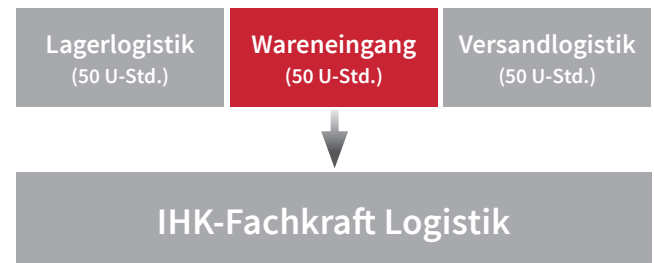 Lagerlogistik
(50 U-Std.)
Wareneingang
(50 U-Std.)
Versandlogistik
(50 U-Std.)
IHK-Fachkraft Logistik